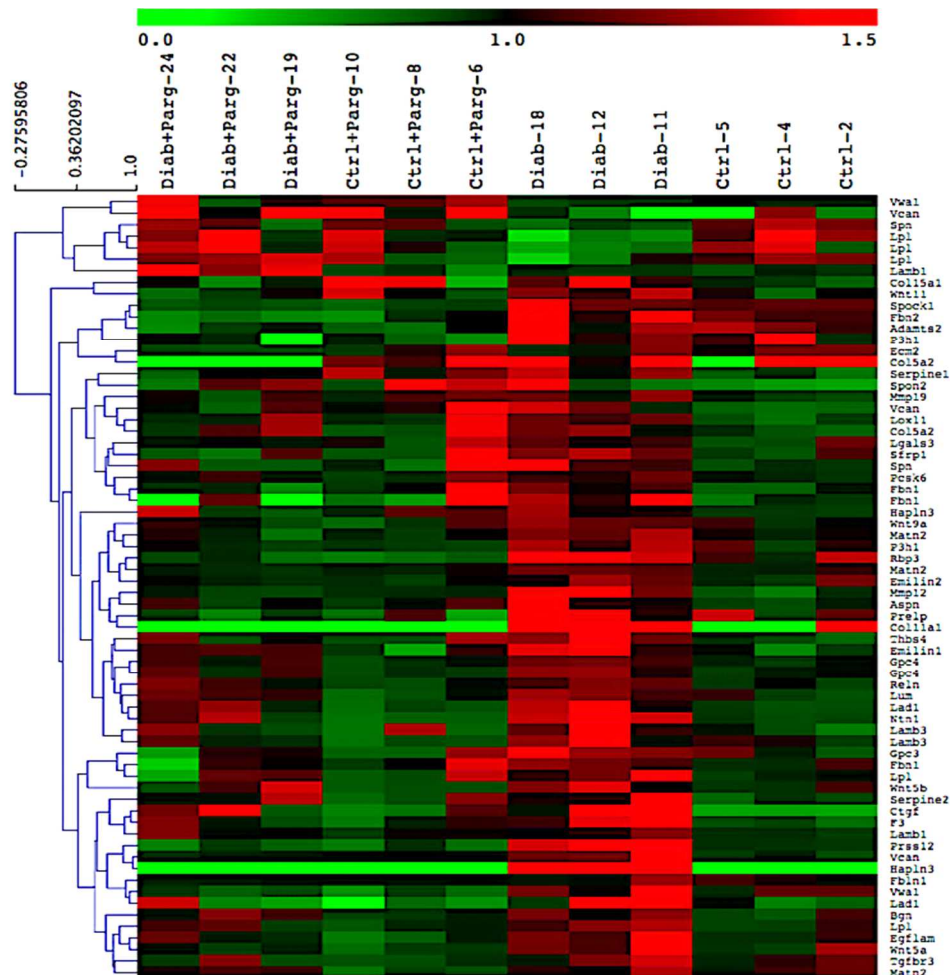 0.0 1.0 1.5
-0.27595806
0.36202097
1.0
Diab+Parg-24
Diab+Parg-22
Diab+Parg-19
Ctrl+Parg-10
Ctrl+Parg-8
Ctrl+Parg-6
Diab-18
Diab-12
Diab-11
Ctrl-5
Ctrl-4
Ctrl-2
Vwa1
Vcan
Spn
Lpl
Lpl
Lpl
Lamb1
Col15a1
Wnt11
Spock1
Fbn2
Adamts2
P3h1
Ecm2
Col5a2
Serpine1
Spon2
Mmp19
Vcan
Loxl1
Col5a2
Lgals3
Sfrp1
Spn
Pcsk6
Fbn1
Fbn1
Hapln3
Wnt9a
Matn2
P3h1
Rbp3
Matn2
Emilin2
Mmp12
Aspn
Prelp
Col11a1
Thbs4
Emilin1
Gpc4
Gpc4
Reln
Lum
Lad1
Ntn1
Lamb3
Lamb3
Gpc3
Fbn1
Lpl
Wnt5b
Serpine2
Ctgf
F3
Lamb1
Prss12
Vcan
Hapln3
Fbln1
Vwa1
Lad1
Bgn
Lpl
Egflam
Wnt5a
Tgfbr3
Matn2